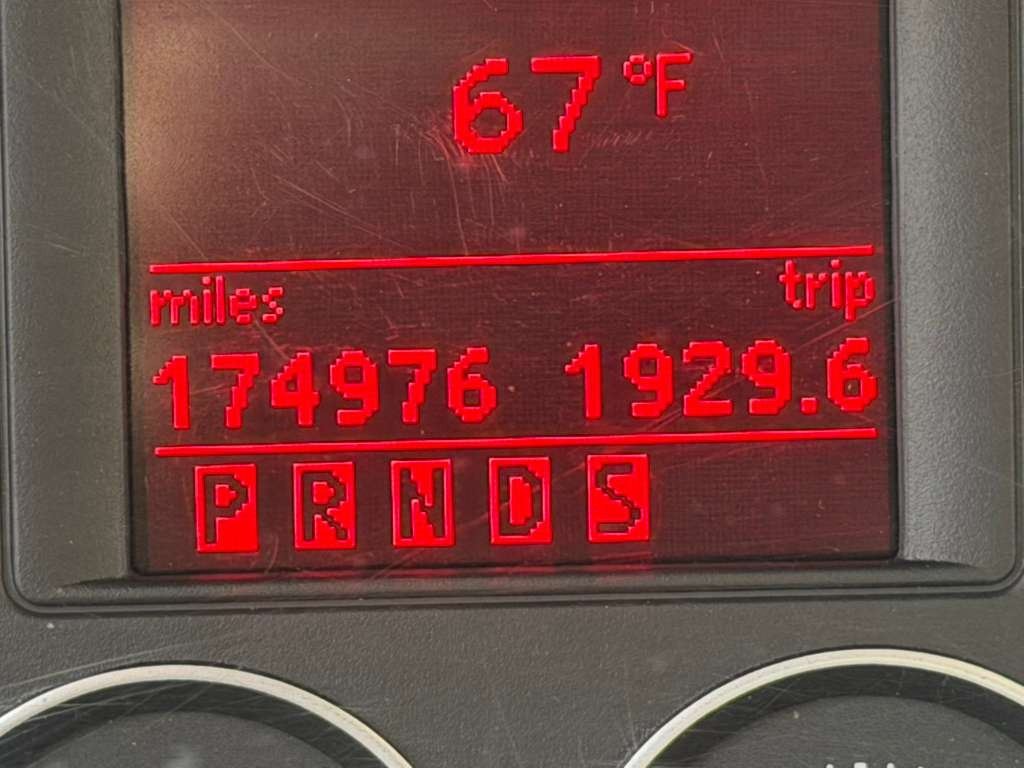 67 °F
miles trip
174976 1929.6
P R N D S